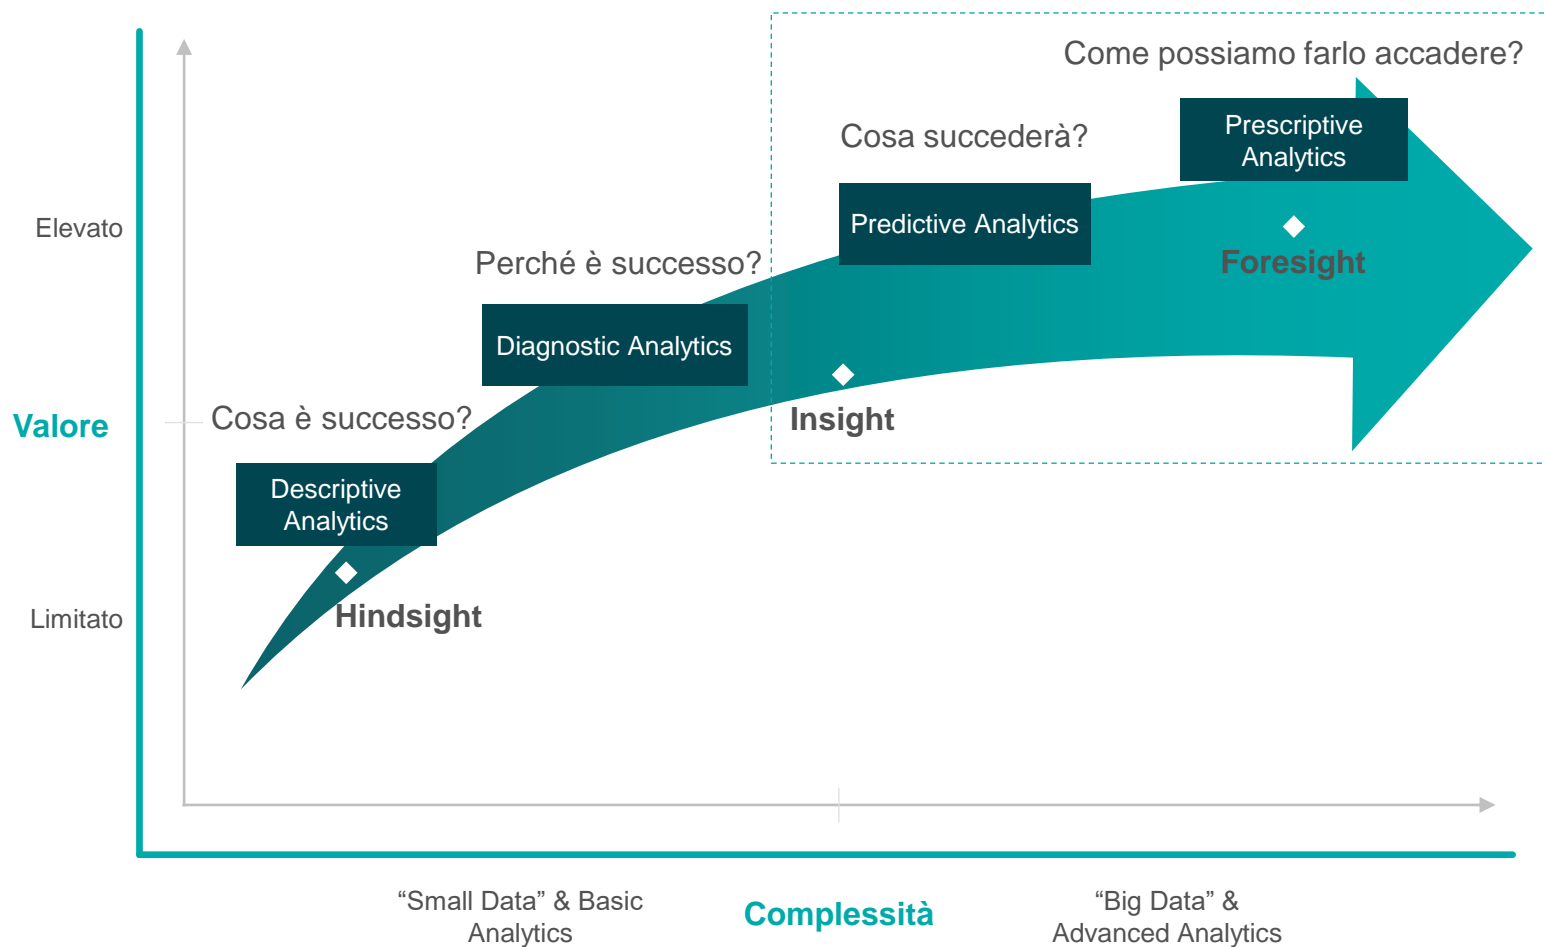 Come possiamo farlo accadere?
Prescriptive
Analytics
Cosa succederà?
Predictive Analytics
Elevato
Foresight
Perché è successo?
Diagnostic Analytics
Valore
Cosa è successo?
Insight
Descriptive
Analytics
Limitato
Hindsight
“Small Data” & Basic
Analytics
Complessità
“Big Data” &
Advanced Analytics